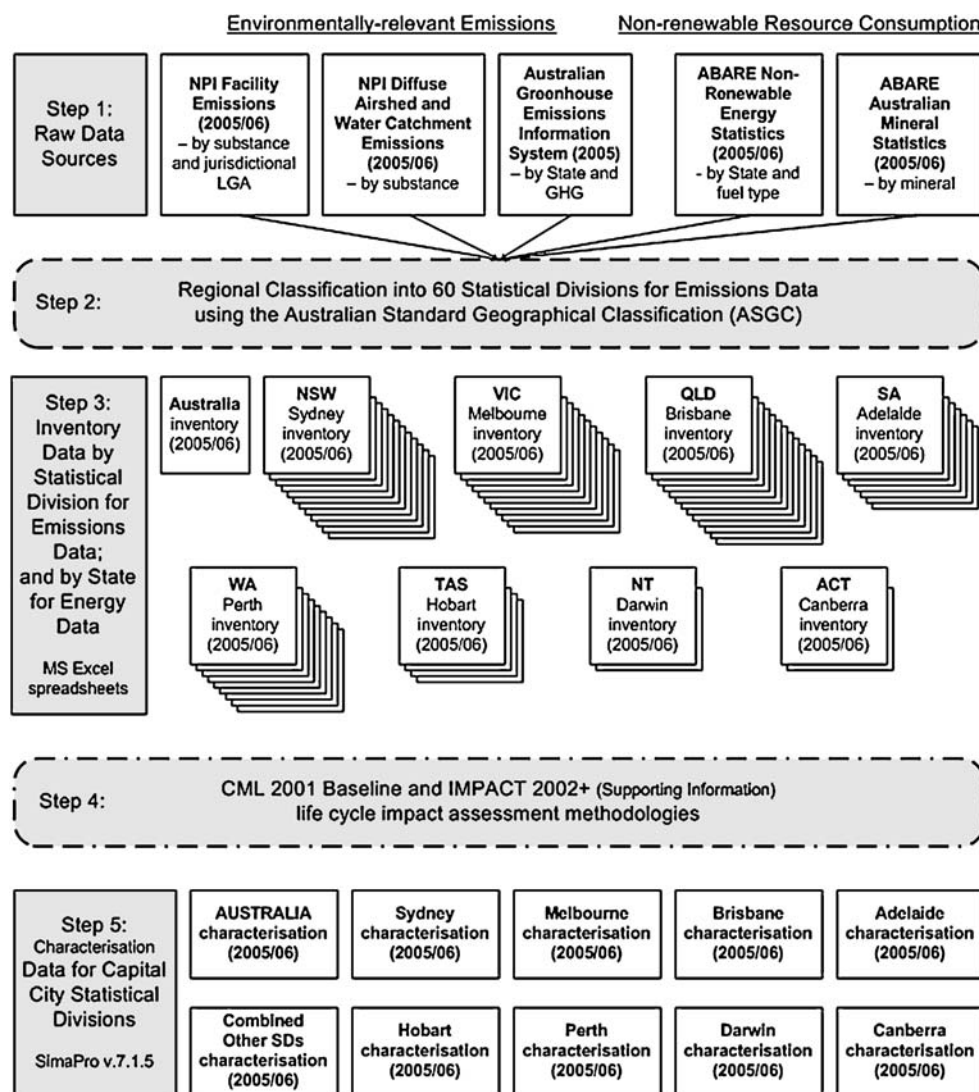 Environmentally-relevant Emissions
Non-renewable Resource Consumption
Step 1:
Raw Data
Sources
NPI Facility
Emissions
(2005/06)
– by substance
and jurisdictional
LGA
NPI Diffuse
Airshed and
Water Catchment
Emissions
(2005/06)
– by substance
Australian
Greenhouse
Emissions
Information
System (2005)
– by State and
GHG
ABARE Non-
Renewable
Energy
Statistics
(2005/06)
- by State and
fuel type
ABARE
Australian
Mineral
Statistics
(2005/06)
– by mineral
Step 2:
Regional Classification into 60 Statistical Divisions for Emissions Data
using the Australian Standard Geographical Classification (ASGC)
Step 3:
Inventory
Data by
Statistical
Division for
Emissions
Data;
and by State
for Energy
Data
MS Excel
spreadsheets
Australia
inventory
(2005/06)
NSW
Sydney
inventory
(2005/06)
VIC
Melbourne
inventory
(2005/06)
QLD
Brisbane
inventory
(2005/06)
SA
Adelaide
inventory
(2005/06)
WA
Perth
inventory
(2005/06)
TAS
Hobart
inventory
(2005/06)
NT
Darwin
inventory
(2005/06)
ACT
Canberra
inventory
(2005/06)
Step 4:
CML 2001 Baseline and IMPACT 2002+ (Supporting Information)
life cycle impact assessment methodologies
Step 5:
Characterisation
Data for Capital
City Statistical
Divisions
SimaPro v.7.1.5
AUSTRALIA
characterisation
(2005/06)
Sydney
characterisation
(2005/06)
Melbourne
characterisation
(2005/06)
Brisbane
characterisation
(2005/06)
Adelaide
characterisation
(2005/06)
Combined
Other SDs
characterisation
(2005/06)
Hobart
characterisation
(2005/06)
Perth
characterisation
(2005/06)
Darwin
characterisation
(2005/06)
Canberra
characterisation
(2005/06)